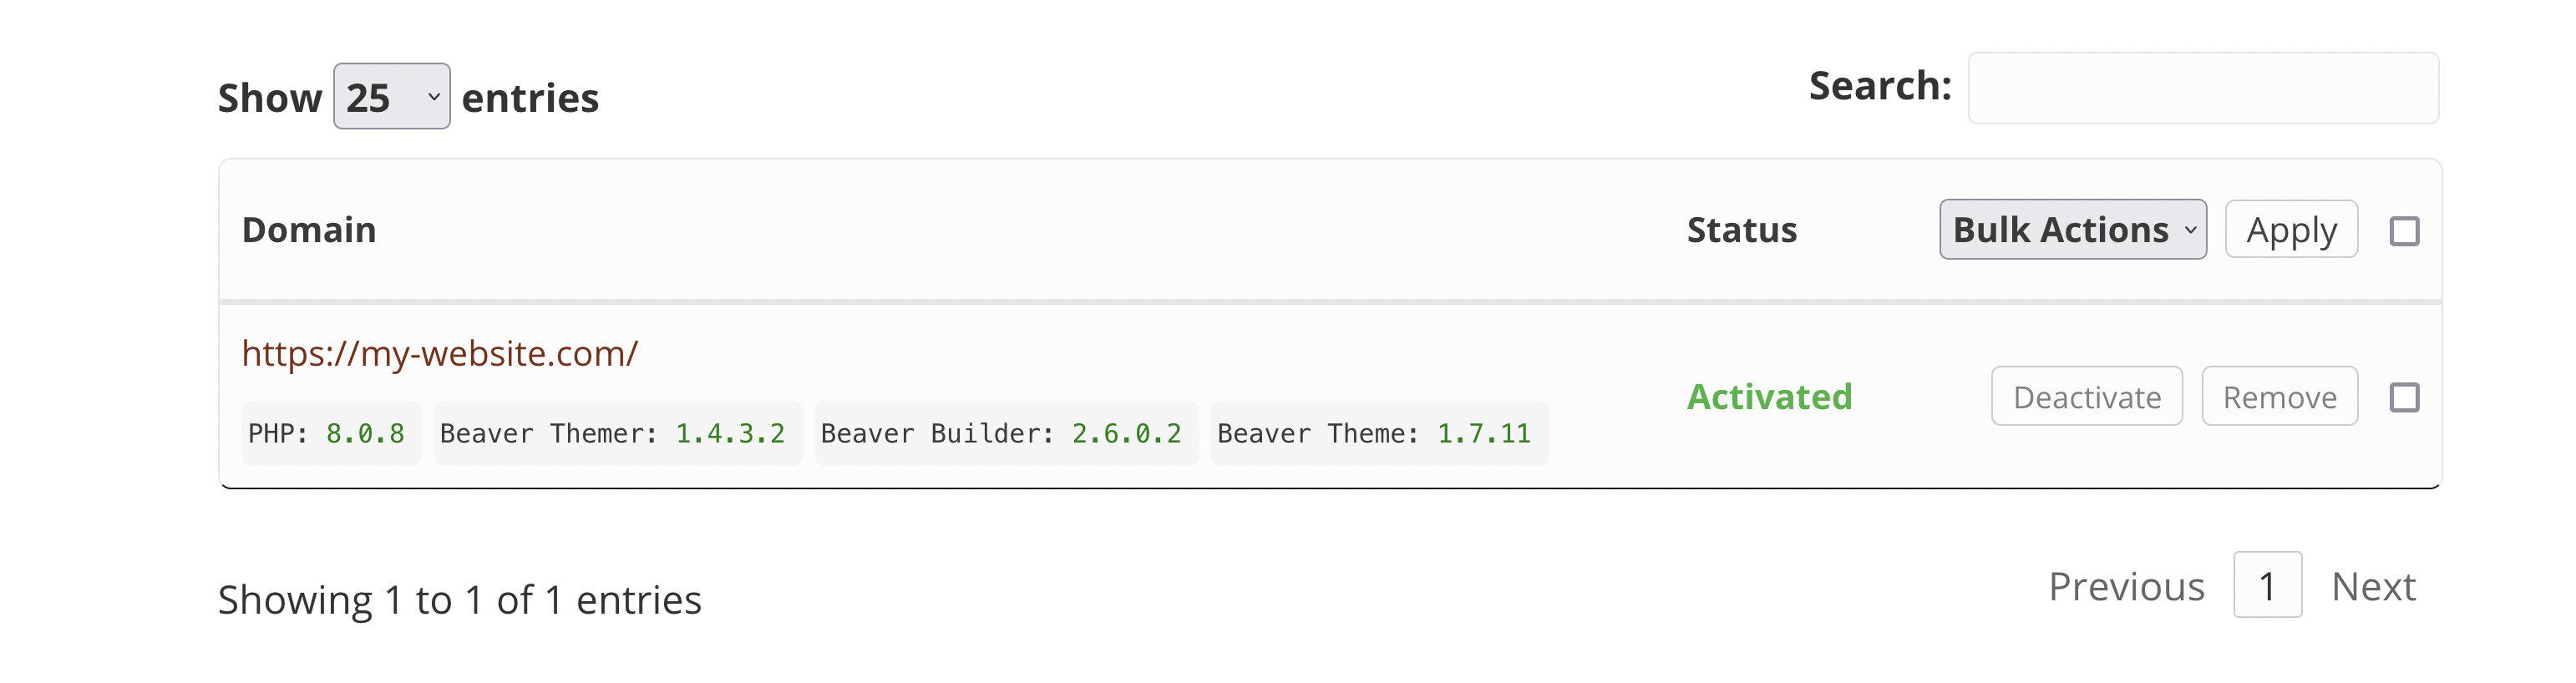 Show 25 entries
Search:
Domain Status Bulk Actions Apply
https://my-website.com/
Activated Deactivate Remove
PHP: 8.0.8 Beaver Themer: 1.4.3.2 Beaver Builder: 2.6.0.2 Beaver Theme: 1.7.11
Showing 1 to 1 of 1 entries
Previous 1 Next